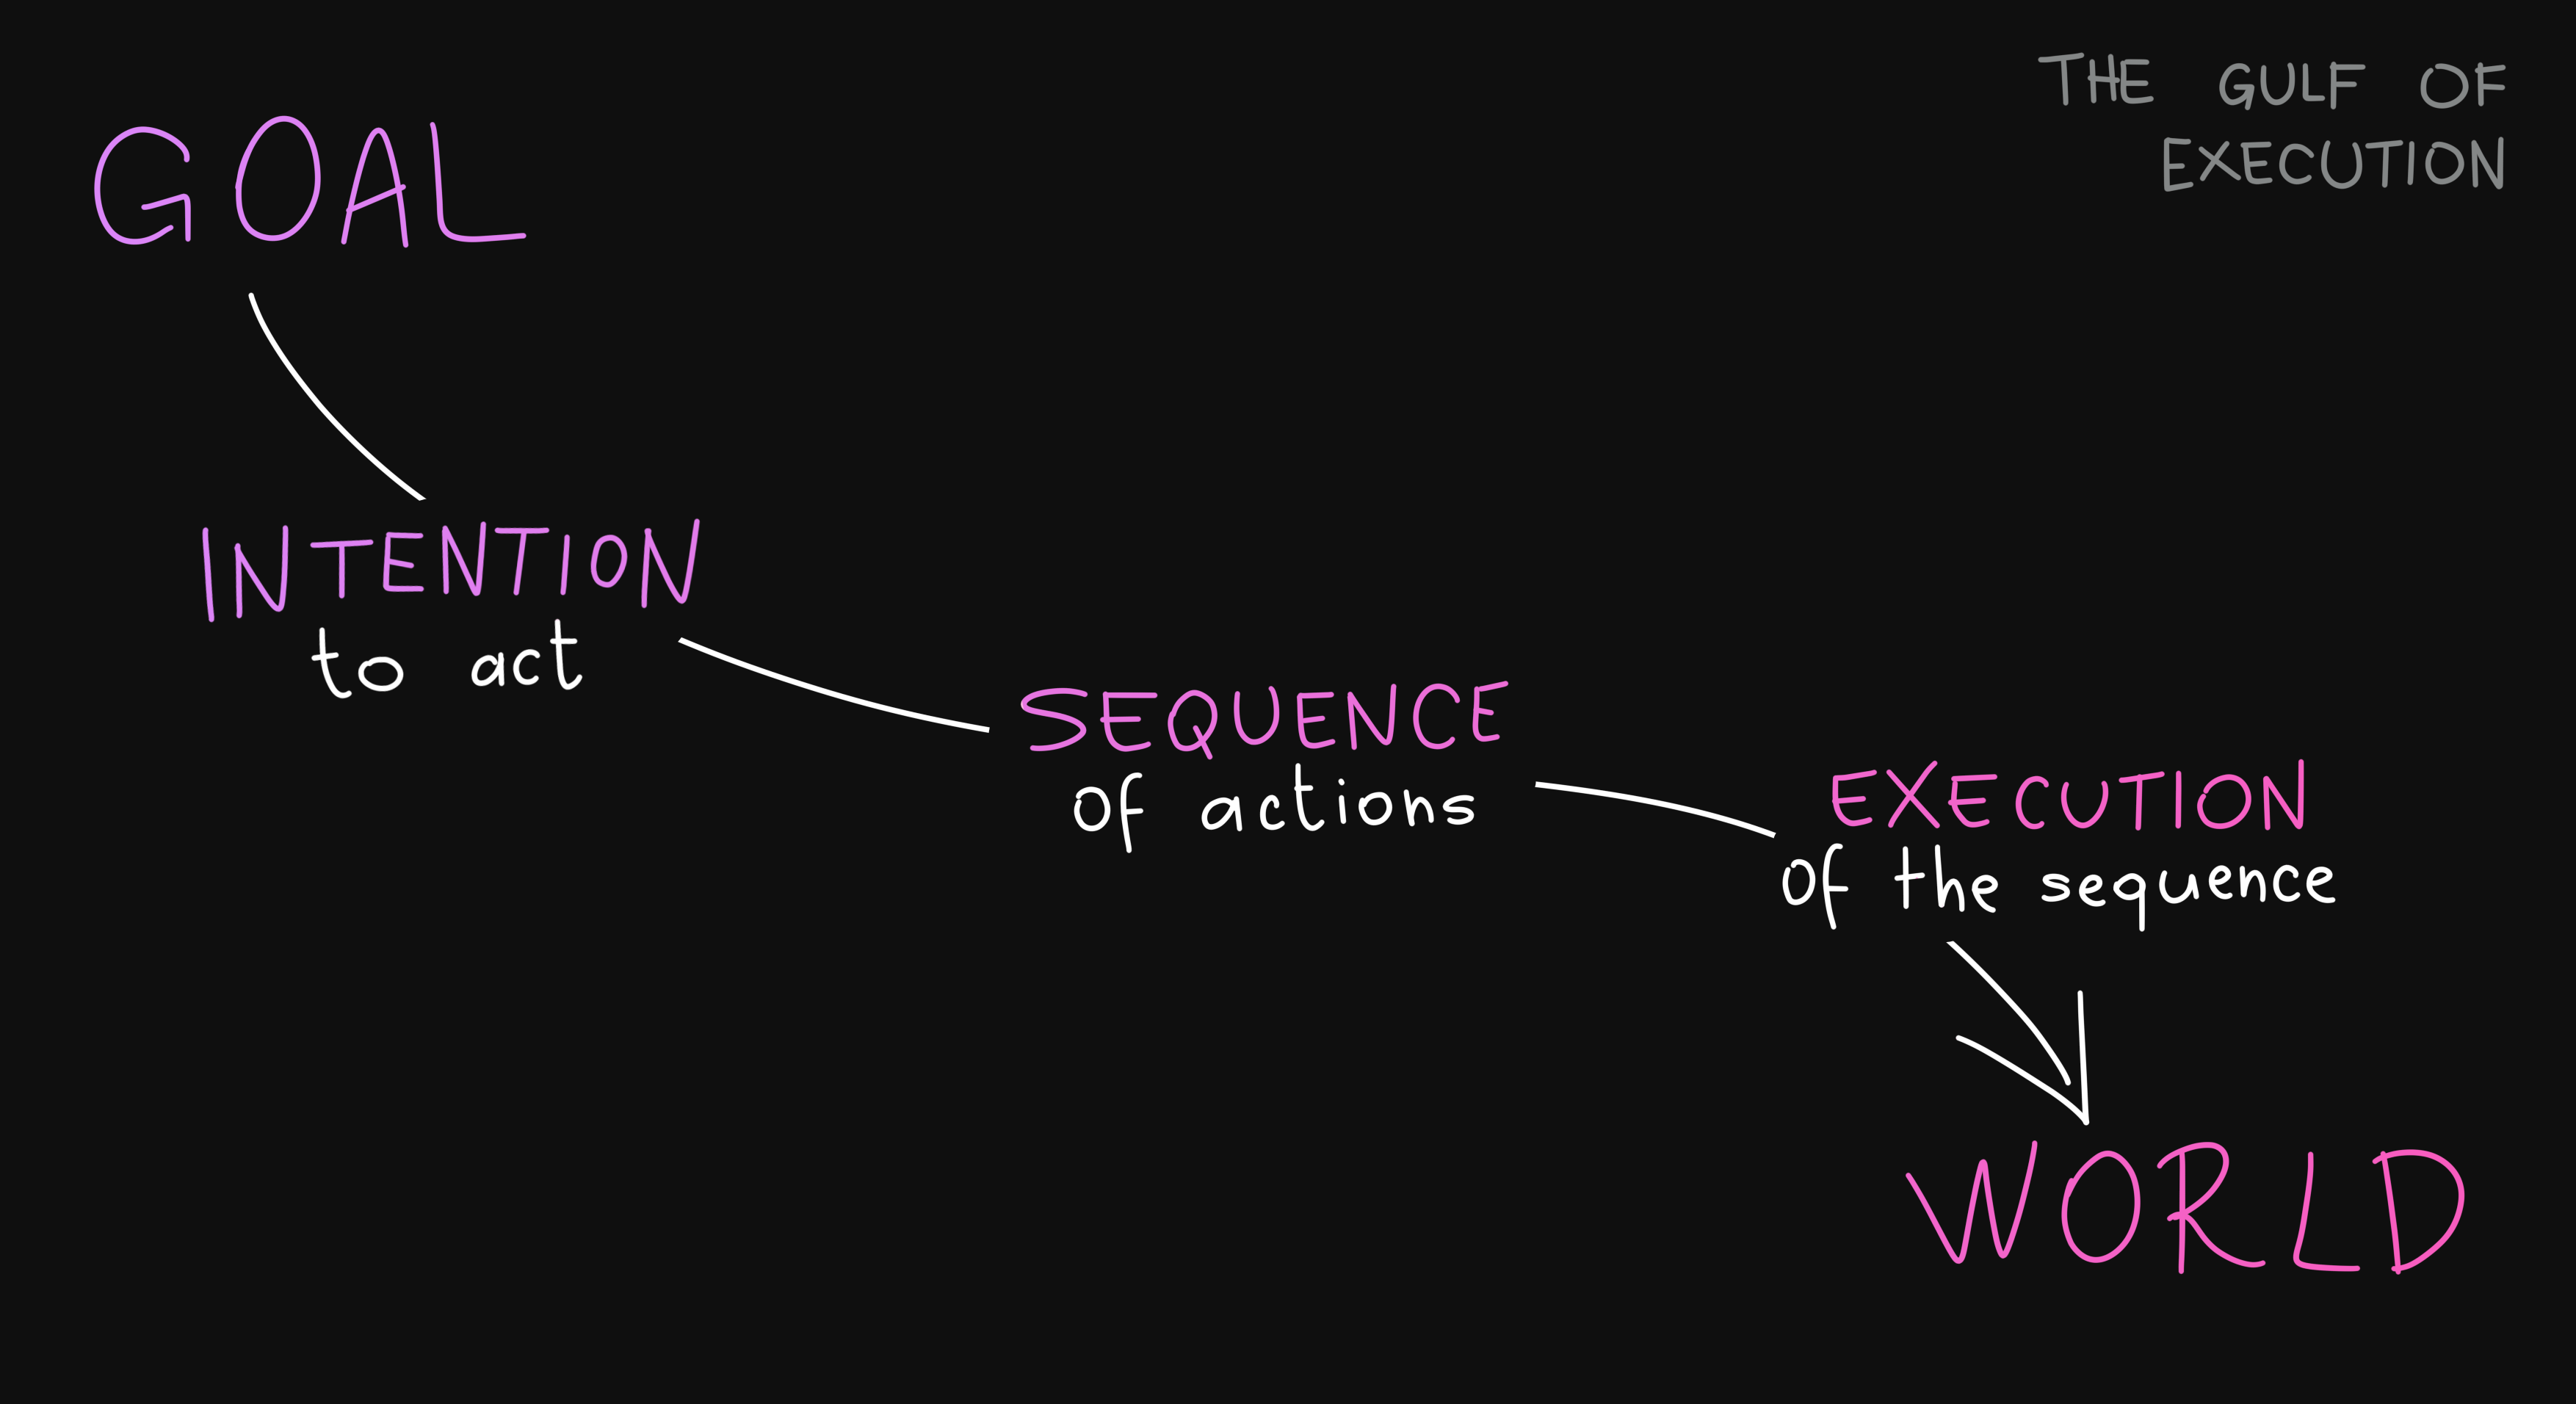 THE GULF OF
EXECUTION
GOAL
INTENTION
to act
SEQUENCE
of actions
EXECUTION
of the sequence
WORLD